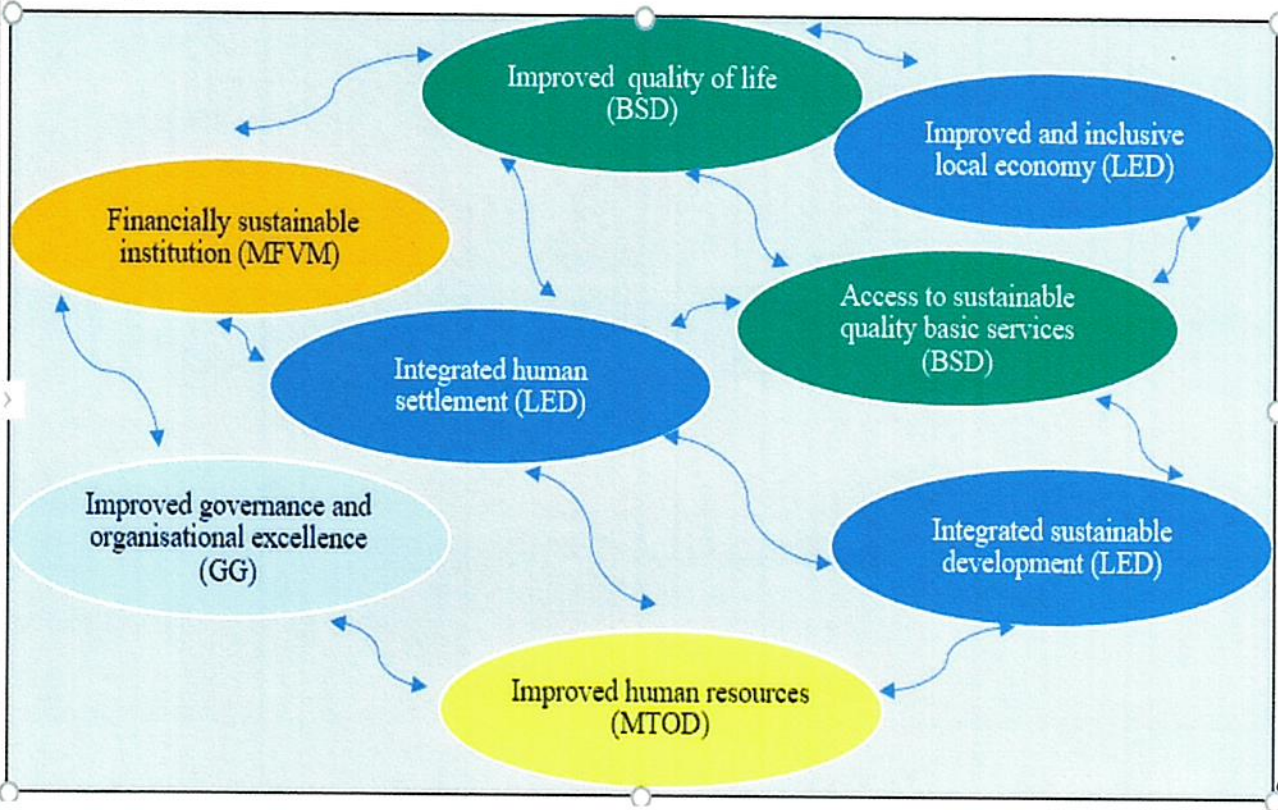 Improved quality of life
(BSD)
Improved and inclusive
local economy (LED)
Financially sustainable
institution (MFVM)
Access to sustainable
quality basic services
(BSD)
Integrated human
settlement (LED)
Improved governance and
organisational excellence
(GG)
Integrated sustainable
development (LED)
Improved human resources
(MTOD)